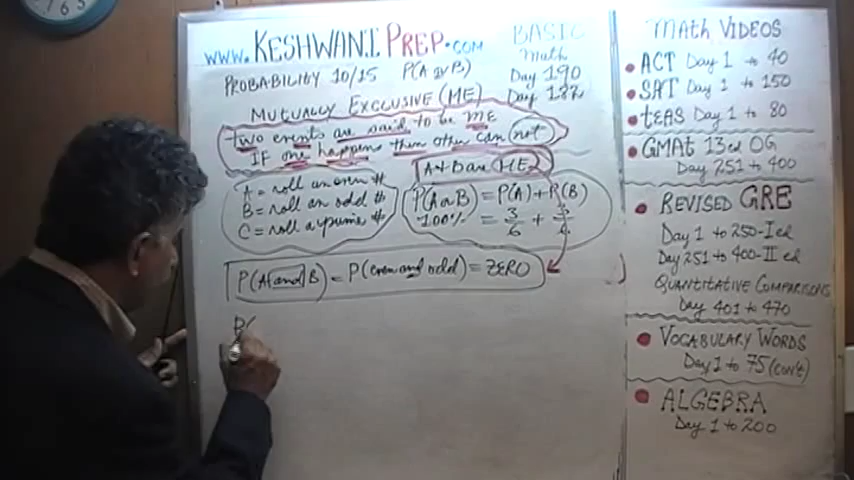 www.KESHWANI PREP.COM
PROBABILITY 10/15 P(A or B)
BASIC
Math
Day 190
Day 182
MUTUALLY EXCLUSIVE (ME)
two events are said to be ME
IF one happens then other can not
A & B are ME
A = roll an even #
B = roll an odd #
C = roll a prime #
P(A or B) = P(A) + P(B)
100% = 3/6 + 3/6
P(A and B) = P(even and odd) = ZERO
P(
Math VIDEOS
ACT Day 1 to 40
SAT Day 1 to 150
tEAS Day 1 to 80
GMAt 13ed OG
Day 251 to 400
REVISED GRE
Day 1 to 250-I ed
Day 251 to 400-II ed
QUANTITATIVE COMPARISONS
Day 401 to 470
VOCABULARY WORDS
Day 1 to 75 (con't)
ALGEBRA
Day 1 to 200